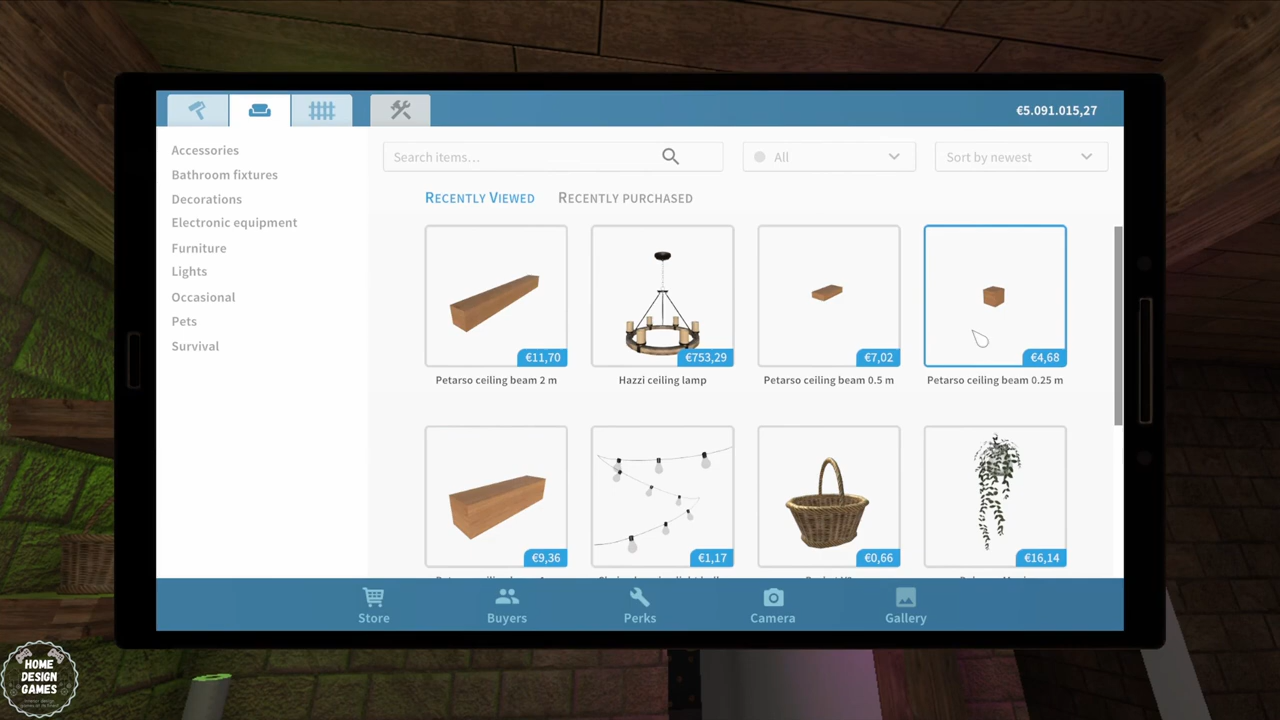 €5.091.015,27
Accessories
Bathroom fixtures
Decorations
Electronic equipment
Furniture
Lights
Occasional
Pets
Survival
Search items...
All
Sort by newest
RECENTLY VIEWED
RECENTLY PURCHASED
€11,70
Petarso ceiling beam 2 m
€753,29
Hazzi ceiling lamp
€7,02
Petarso ceiling beam 0.5 m
€4,68
Petarso ceiling beam 0.25 m
€9,36
€1,17
€0,66
€16,14
Store
Buyers
Perks
Camera
Gallery
HOME
DESIGN
GAMES